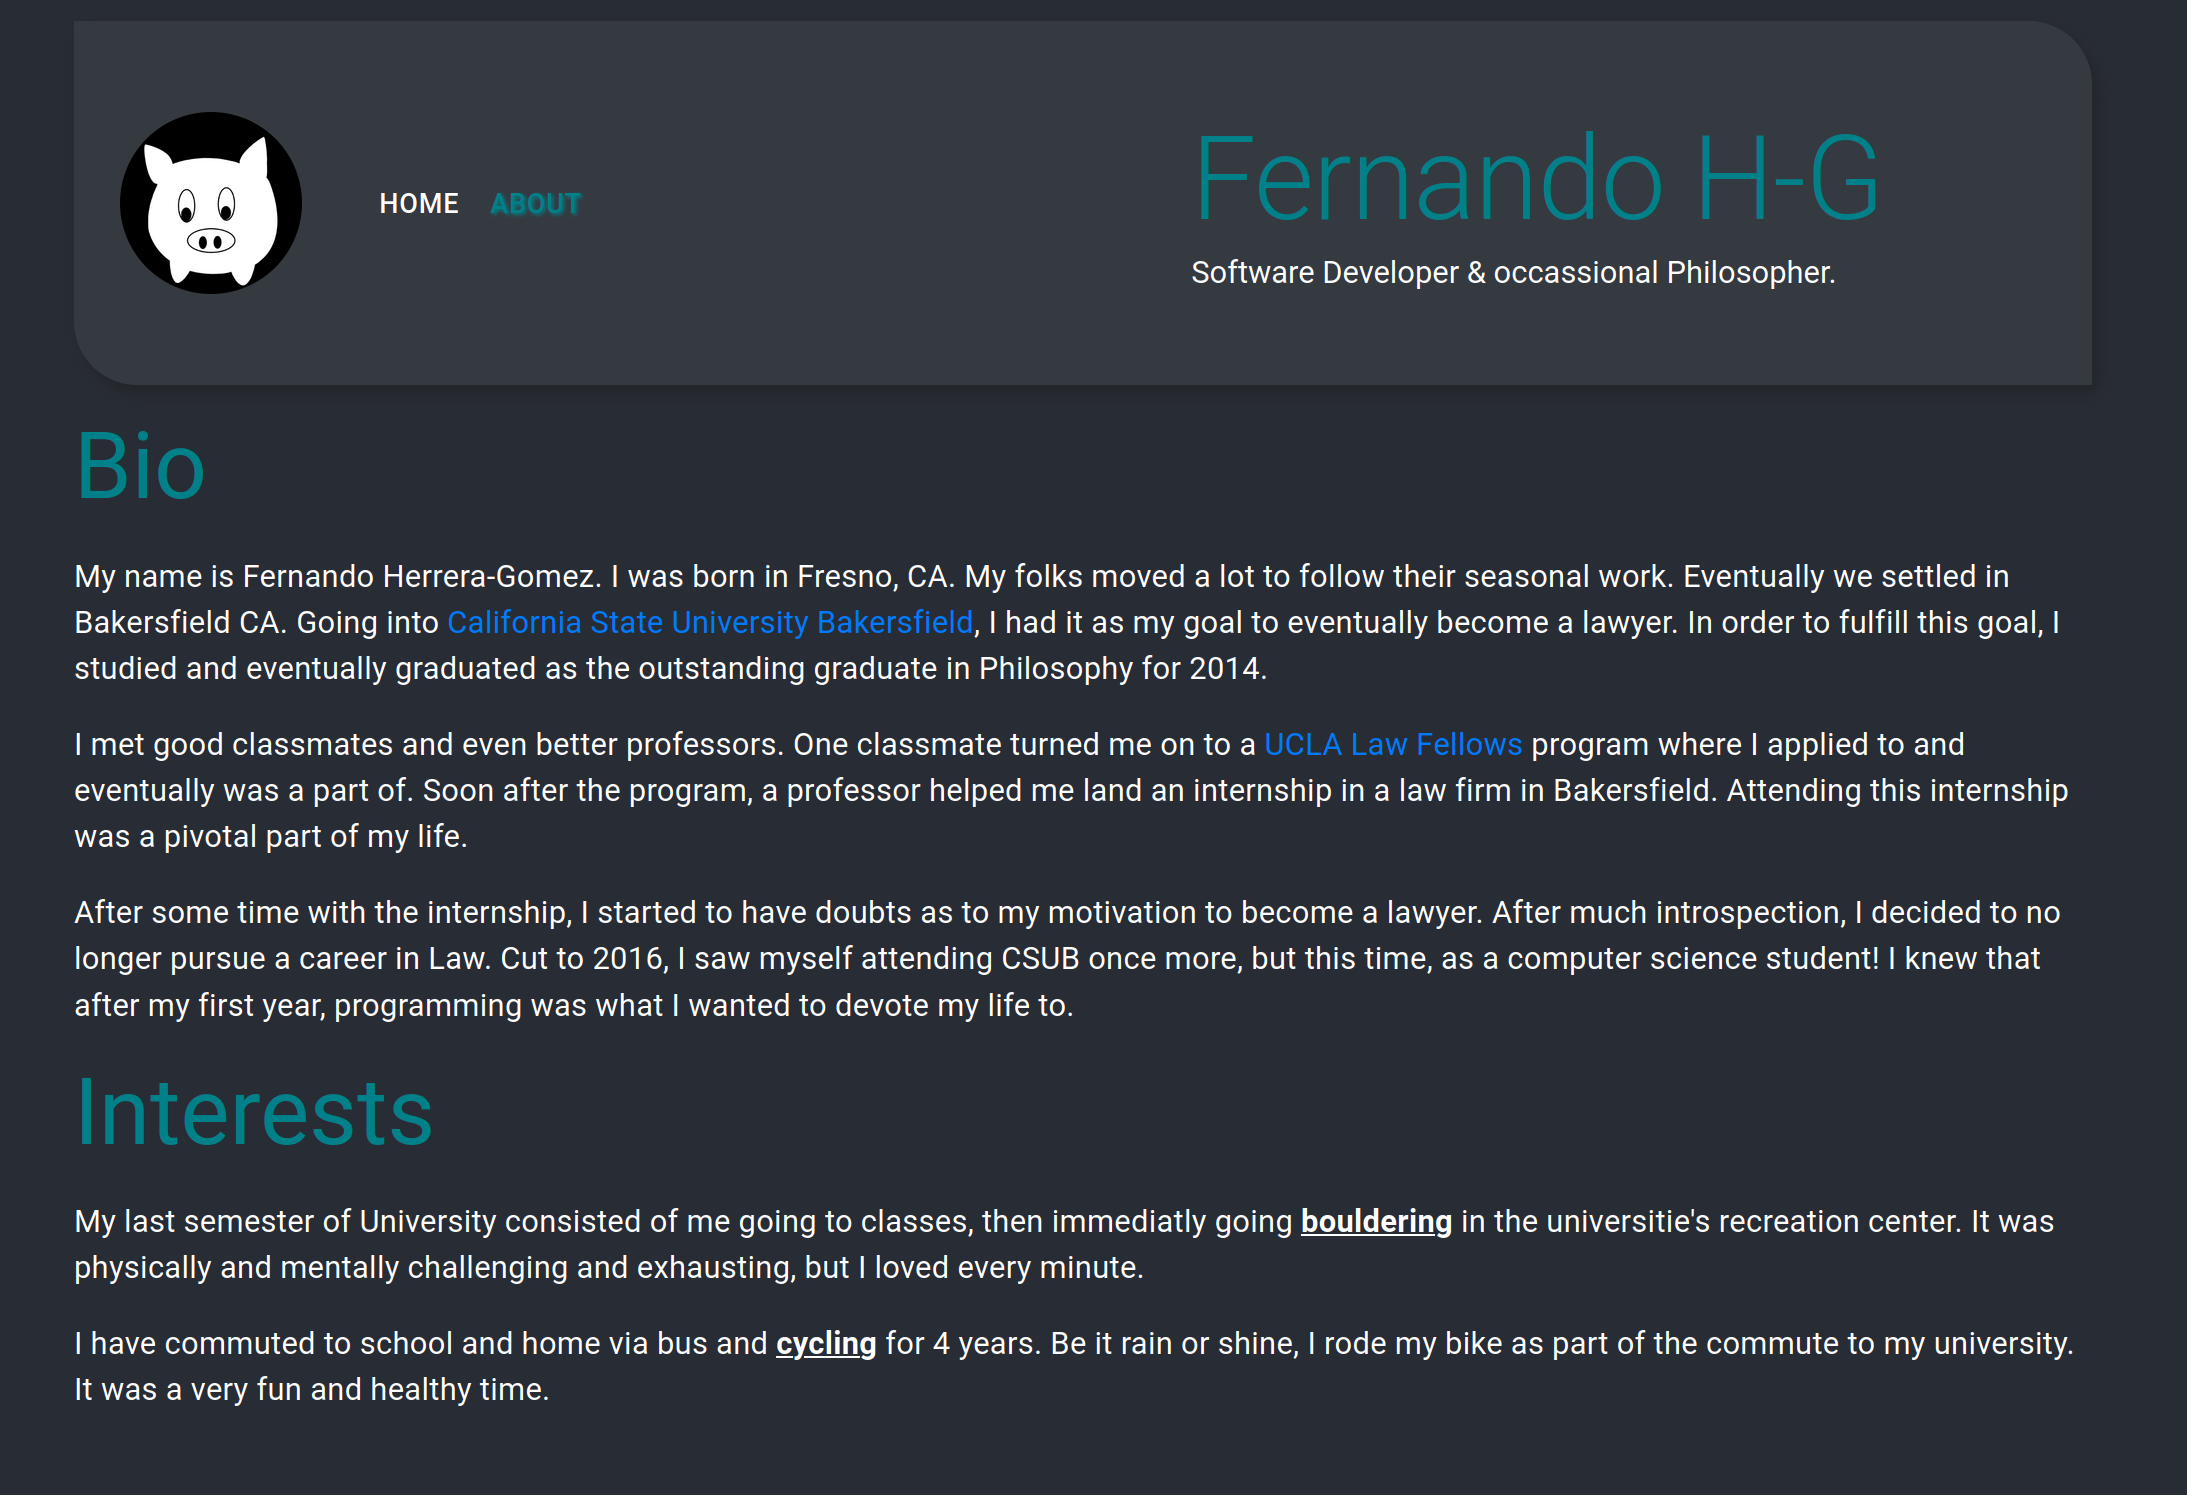 HOME ABOUT
Fernando H-G
Software Developer & occassional Philosopher.
Bio
My name is Fernando Herrera-Gomez. I was born in Fresno, CA. My folks moved a lot to follow their seasonal work. Eventually we settled in
Bakersfield CA. Going into California State University Bakersfield, I had it as my goal to eventually become a lawyer. In order to fulfill this goal, I
studied and eventually graduated as the outstanding graduate in Philosophy for 2014.
I met good classmates and even better professors. One classmate turned me on to a UCLA Law Fellows program where I applied to and
eventually was a part of. Soon after the program, a professor helped me land an internship in a law firm in Bakersfield. Attending this internship
was a pivotal part of my life.
After some time with the internship, I started to have doubts as to my motivation to become a lawyer. After much introspection, I decided to no
longer pursue a career in Law. Cut to 2016, I saw myself attending CSUB once more, but this time, as a computer science student! I knew that
after my first year, programming was what I wanted to devote my life to.
Interests
My last semester of University consisted of me going to classes, then immediatly going bouldering in the universitie's recreation center. It was
physically and mentally challenging and exhausting, but I loved every minute.
I have commuted to school and home via bus and cycling for 4 years. Be it rain or shine, I rode my bike as part of the commute to my university.
It was a very fun and healthy time.